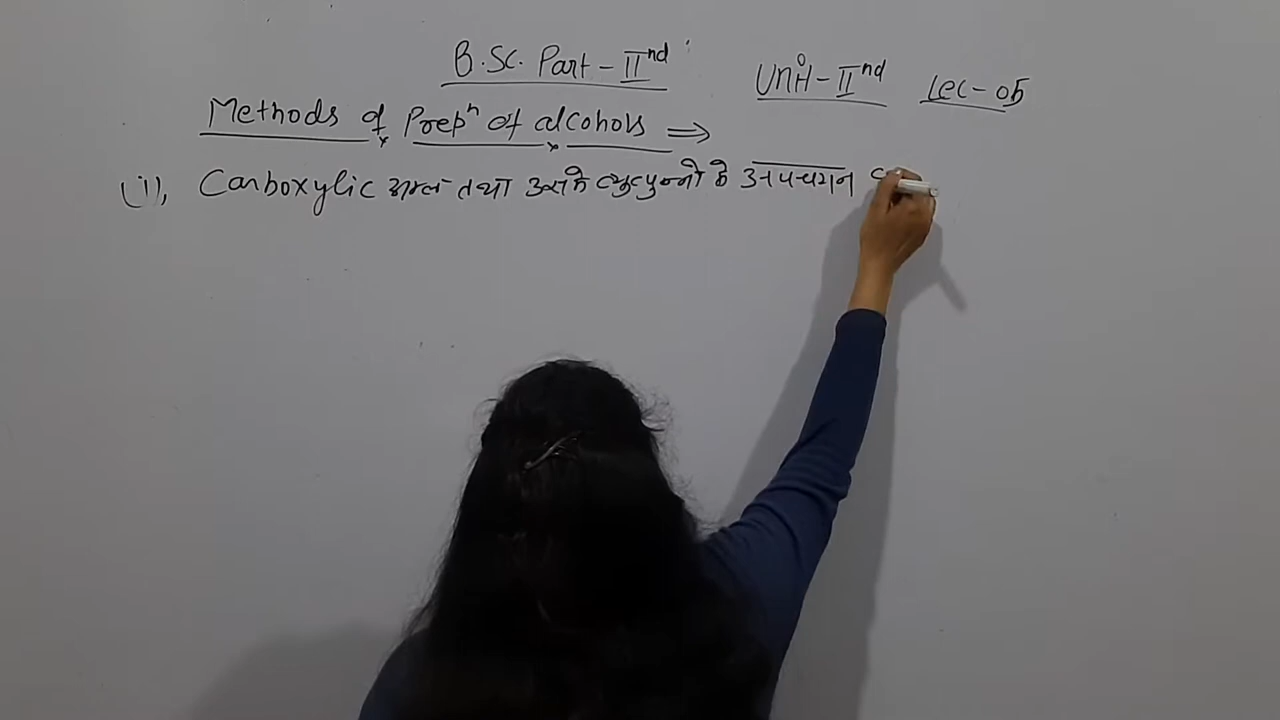 B.Sc. Part-IInd
Unit-IInd Lec-05
Methods of Prepn of alcohols ⇒
(1), Carboxylic अम्ल तथा उसके व्युत्पन्नो के अपचयन